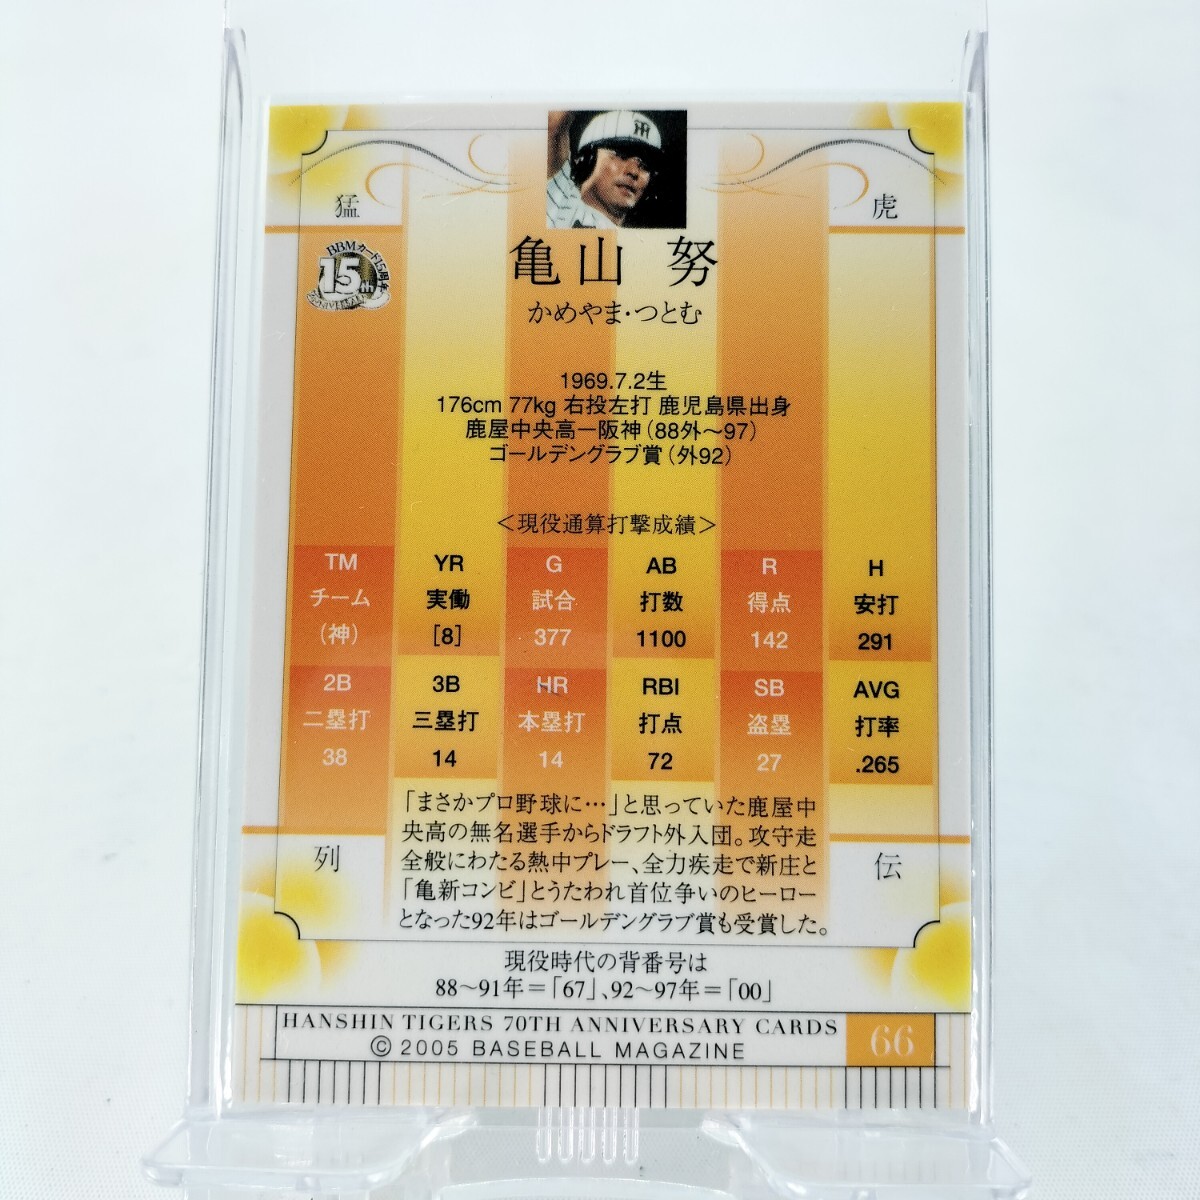 猛 虎
BBMカード15周年
15th
ANNIVERSARY
亀山 努
かめやま・つとむ
1969.7.2生
176cm 77kg 右投左打 鹿児島県出身
鹿屋中央高ー阪神(88外〜97)
ゴールデングラブ賞(外92)
<現役通算打撃成績>
TM YR G AB R H
チーム 実働 試合 打数 得点 安打
(神) [8] 377 1100 142 291
2B 3B HR RBI SB AVG
二塁打 三塁打 本塁打 打点 盗塁 打率
38 14 14 72 27 .265
「まさかプロ野球に…」と思っていた鹿屋中
央高の無名選手からドラフト外入団。攻守走
全般にわたる熱中プレー、全力疾走で新庄と
「亀新コンビ」とうたわれ首位争いのヒーロー
となった92年はゴールデングラブ賞も受賞した。
列 伝
現役時代の背番号は
88〜91年=「67」、92〜97年=「00」
HANSHIN TIGERS 70TH ANNIVERSARY CARDS
© 2005 BASEBALL MAGAZINE
66